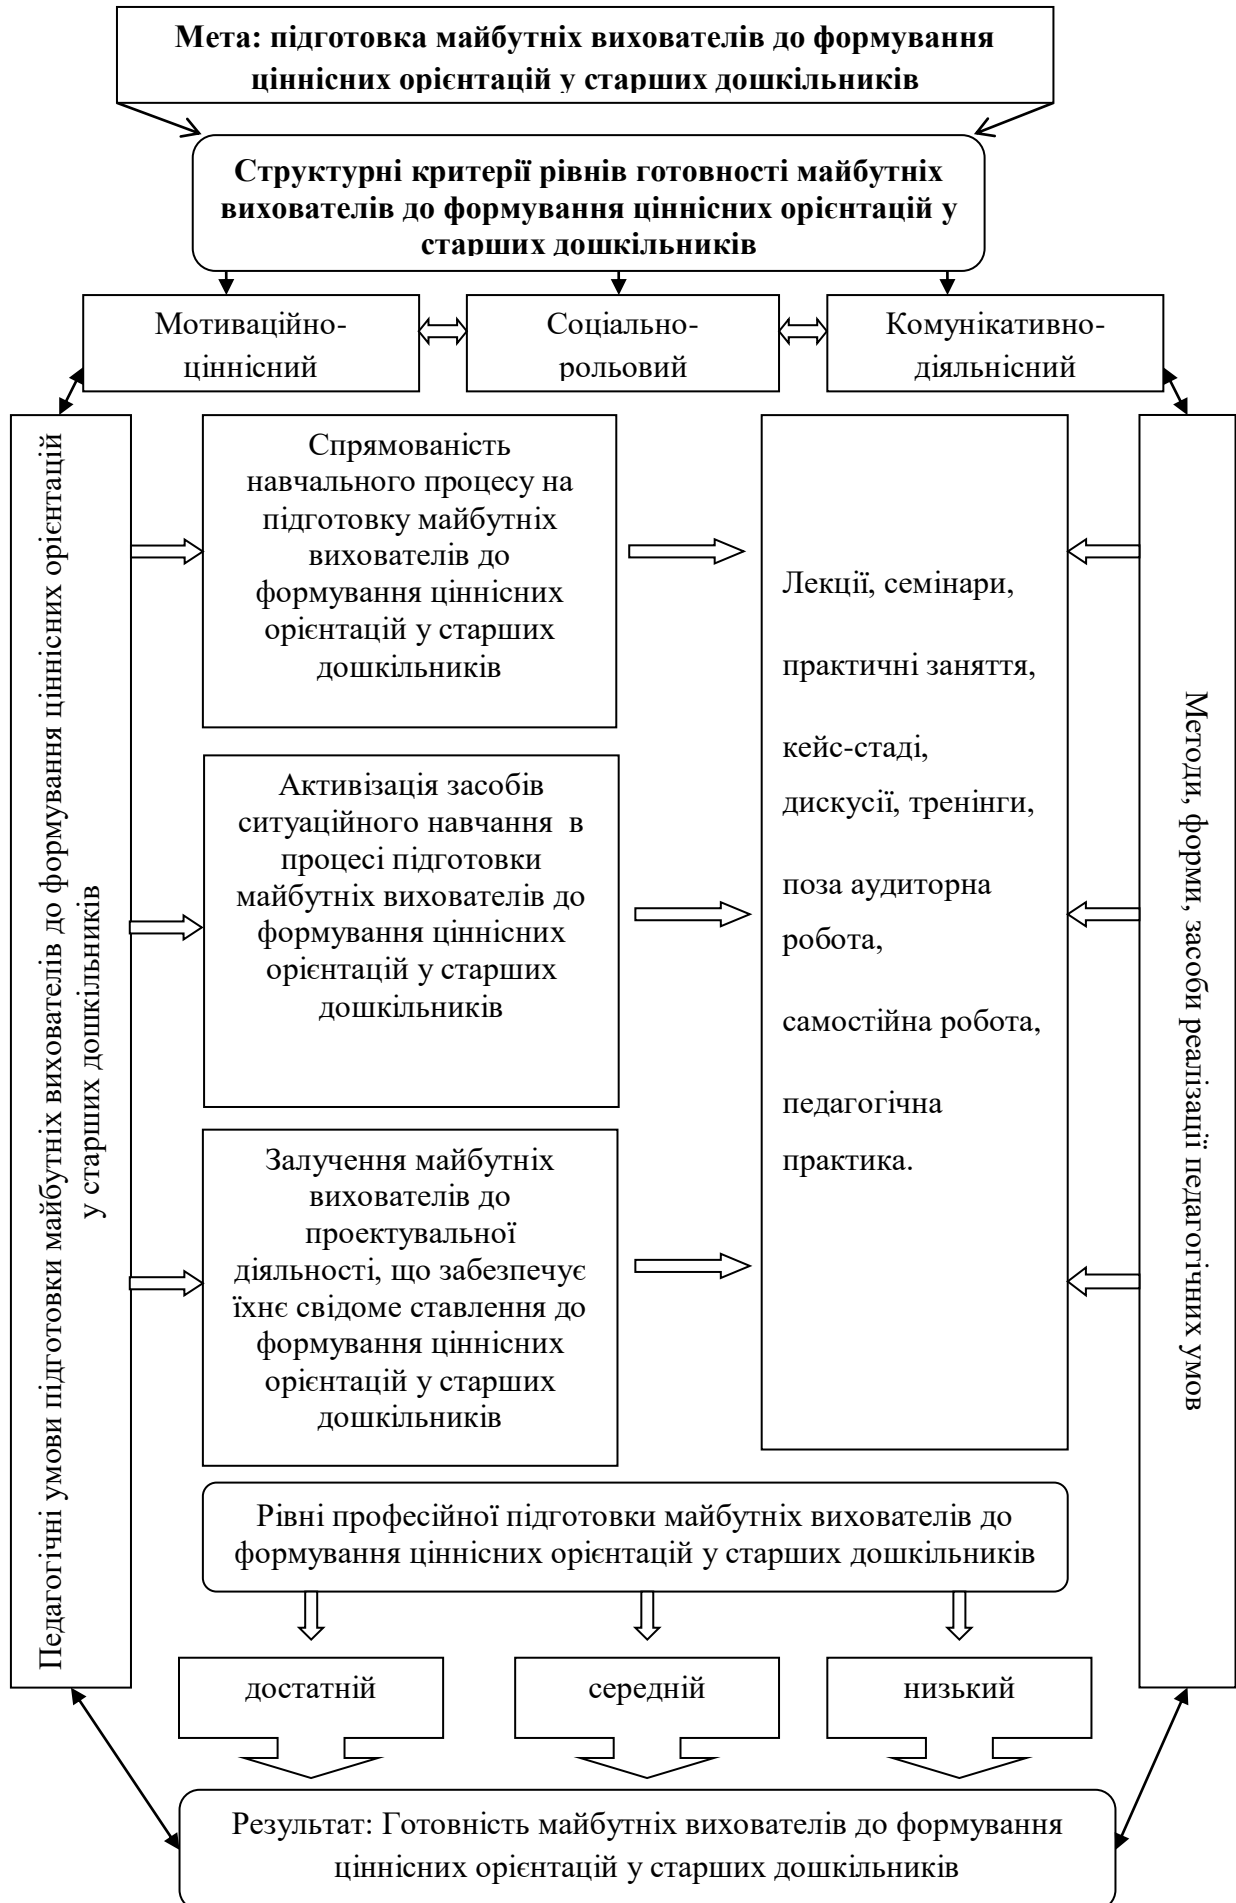 Мета: підготовка майбутніх вихователів до формування
ціннісних орієнтацій у старших дошкільників
Структурні критерії рівнів готовності майбутніх
вихователів до формування ціннісних орієнтацій у
старших дошкільників
Мотиваційно-
ціннісний
Соціально-
рольовий
Комунікативно-
діяльнісний
Педагогічні умови підготовки майбутніх вихователів до формування ціннісних орієнтацій
у старших дошкільників
Спрямованість
навчального процесу на
підготовку майбутніх
вихователів до
формування ціннісних
орієнтацій у старших
дошкільників
Активізація засобів
ситуаційного навчання в
процесі підготовки
майбутніх вихователів до
формування ціннісних
орієнтацій у старших
дошкільників
Залучення майбутніх
вихователів до
проектувальної
діяльності, що забезпечує
їхнє свідоме ставлення до
формування ціннісних
орієнтацій у старших
дошкільників
Лекції, семінари,
практичні заняття,
кейс-стаді,
дискусії, тренінги,
поза аудиторна
робота,
самостійна робота,
педагогічна
практика.
Методи, форми, засоби реалізації педагогічних умов
Рівні професійної підготовки майбутніх вихователів до
формування ціннісних орієнтацій у старших дошкільників
достатній
середній
низький
Результат: Готовність майбутніх вихователів до формування
ціннісних орієнтацій у старших дошкільників